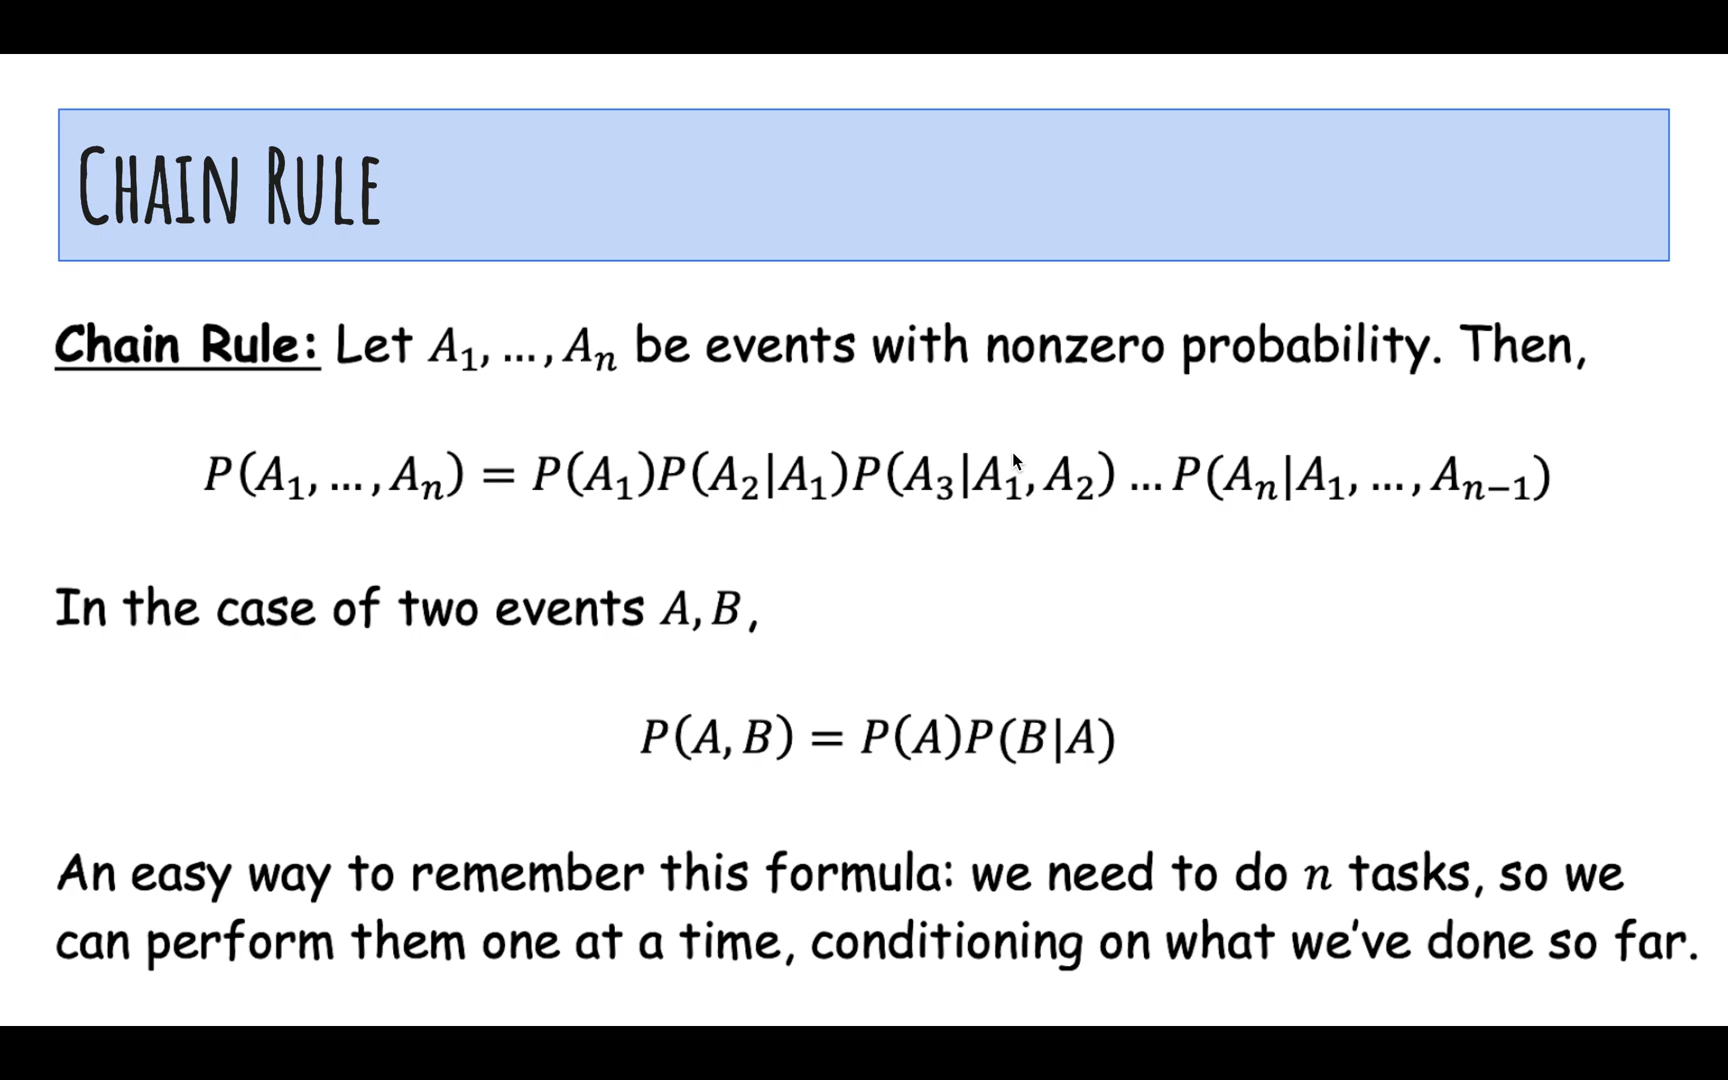 CHAIN RULE
Chain Rule: Let A₁, …, Aₙ be events with nonzero probability. Then,
P(A₁, …, Aₙ) = P(A₁)P(A₂|A₁)P(A₃|A₁, A₂) … P(Aₙ|A₁, …, Aₙ₋₁)
In the case of two events A, B,
P(A, B) = P(A)P(B|A)
An easy way to remember this formula: we need to do n tasks, so we
can perform them one at a time, conditioning on what we’ve done so far.